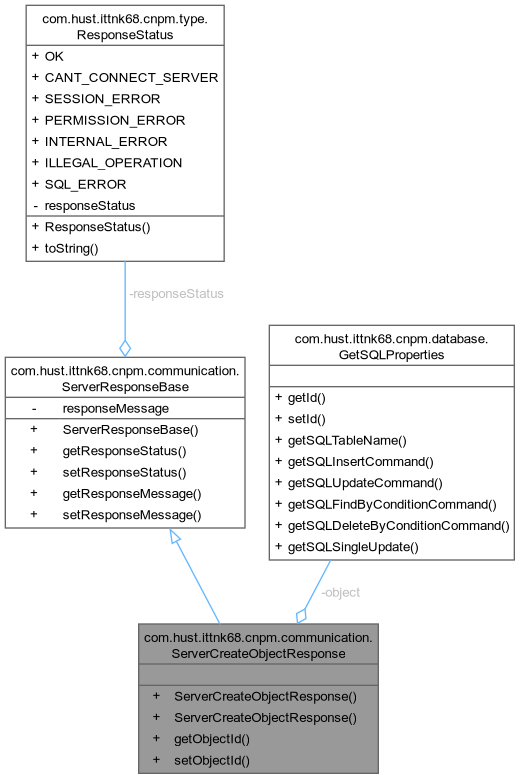 com.hust.ittnk68.cnpm.type.
ResponseStatus
+ OK
+ CANT_CONNECT_SERVER
+ SESSION_ERROR
+ PERMISSION_ERROR
+ INTERNAL_ERROR
+ ILLEGAL_OPERATION
+ SQL_ERROR
- responseStatus
+ ResponseStatus()
+ toString()
-responseStatus
com.hust.ittnk68.cnpm.communication.
ServerResponseBase
- responseMessage
+ ServerResponseBase()
+ getResponseStatus()
+ setResponseStatus()
+ getResponseMessage()
+ setResponseMessage()
com.hust.ittnk68.cnpm.database.
GetSQLProperties
+ getId()
+ setId()
+ getSQLTableName()
+ getSQLInsertCommand()
+ getSQLUpdateCommand()
+ getSQLFindByConditionCommand()
+ getSQLDeleteByConditionCommand()
+ getSQLSingleUpdate()
-object
com.hust.ittnk68.cnpm.communication.
ServerCreateObjectResponse
+ ServerCreateObjectResponse()
+ ServerCreateObjectResponse()
+ getObjectId()
+ setObjectId()